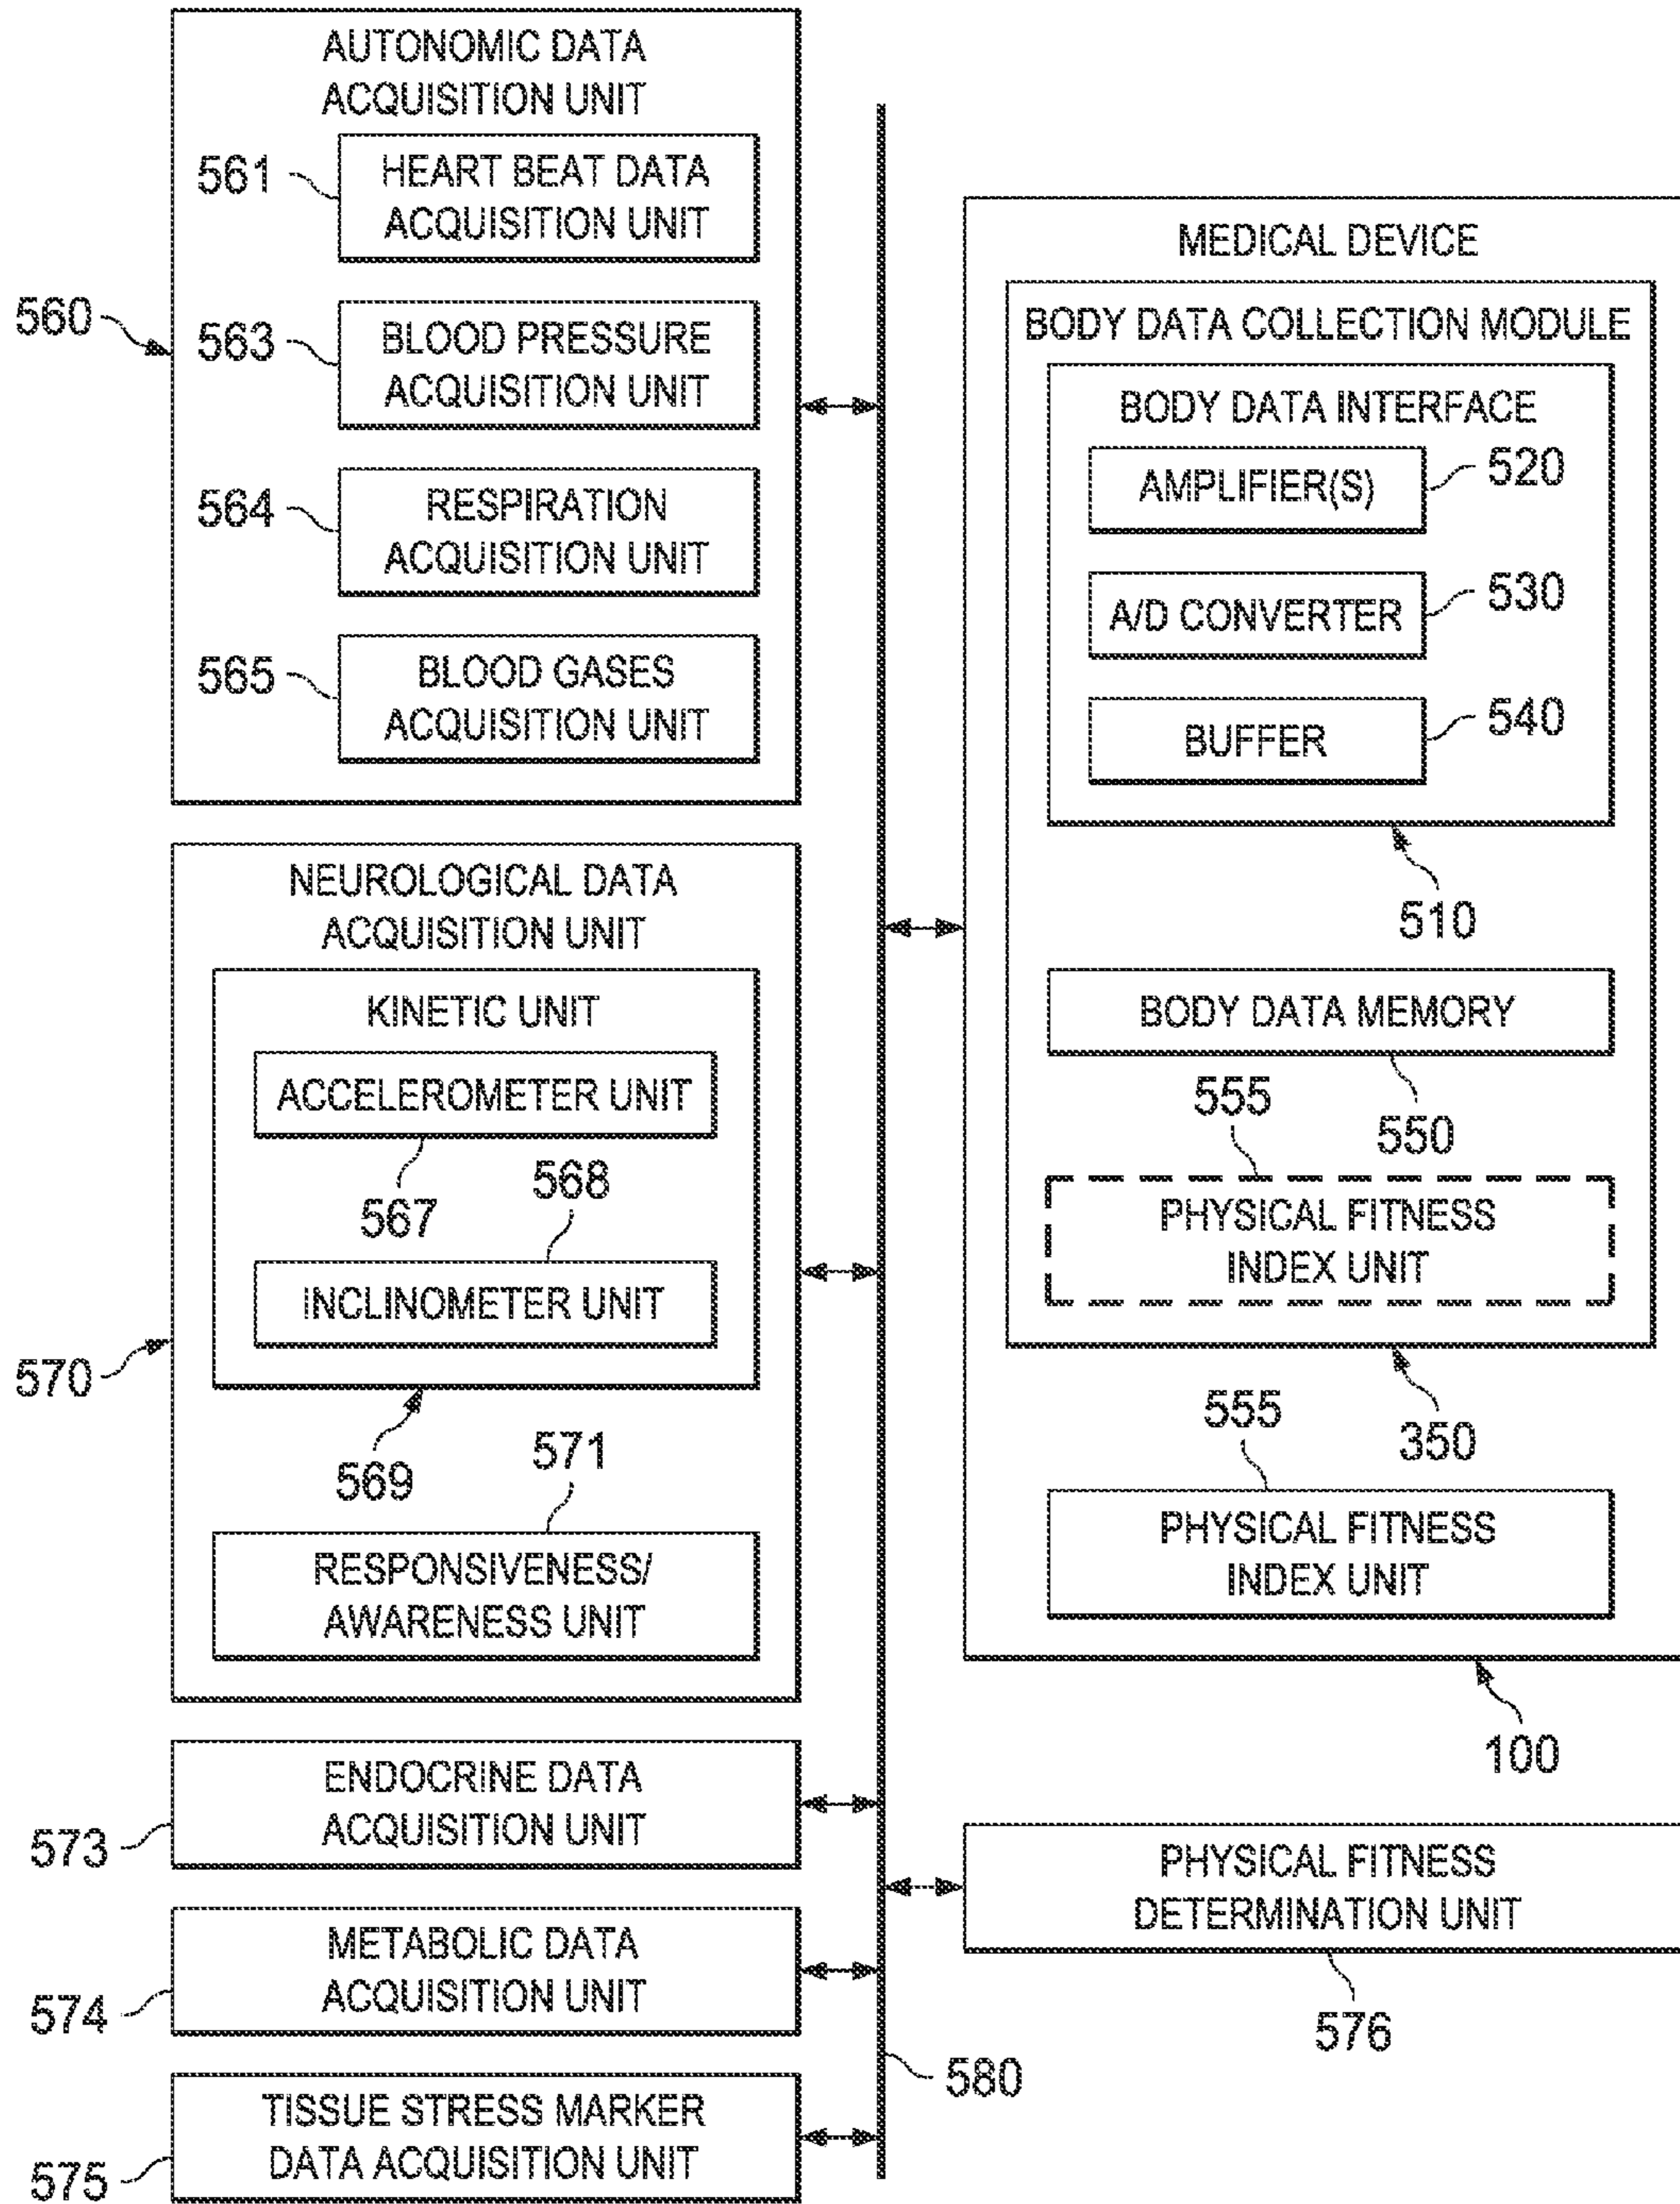 AUTONOMIC DATA
ACQUISITION UNIT
561
HEART BEAT DATA
ACQUISITION UNIT
560
563
BLOOD PRESSURE
ACQUISITION UNIT
564
RESPIRATION
ACQUISITION UNIT
565
BLOOD GASES
ACQUISITION UNIT
NEUROLOGICAL DATA
ACQUISITION UNIT
KINETIC UNIT
ACCELEROMETER UNIT
567
568
INCLINOMETER UNIT
570
569
571
RESPONSIVENESS/
AWARENESS UNIT
573
ENDOCRINE DATA
ACQUISITION UNIT
574
METABOLIC DATA
ACQUISITION UNIT
575
TISSUE STRESS MARKER
DATA ACQUISITION UNIT
580
MEDICAL DEVICE
BODY DATA COLLECTION MODULE
BODY DATA INTERFACE
AMPLIFIER(S)
520
A/D CONVERTER
530
BUFFER
540
510
BODY DATA MEMORY
550
555
PHYSICAL FITNESS
INDEX UNIT
350
555
PHYSICAL FITNESS
INDEX UNIT
100
PHYSICAL FITNESS
DETERMINATION UNIT
576